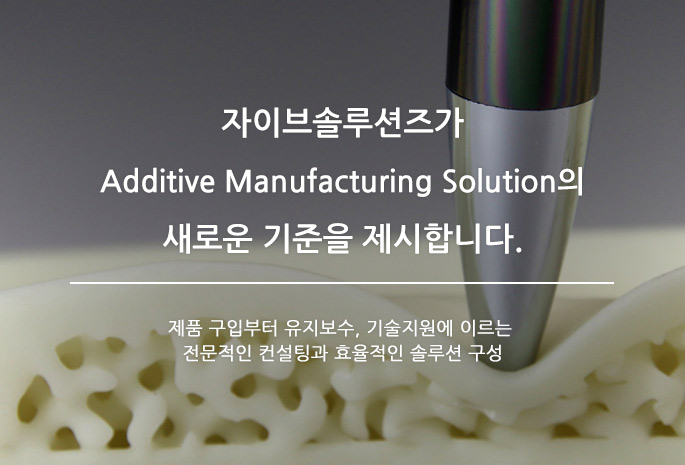 자이브솔루션즈가
Additive Manufacturing Solution의
새로운 기준을 제시합니다.
제품 구입부터 유지보수, 기술지원에 이르는
전문적인 컨설팅과 효율적인 솔루션 구성